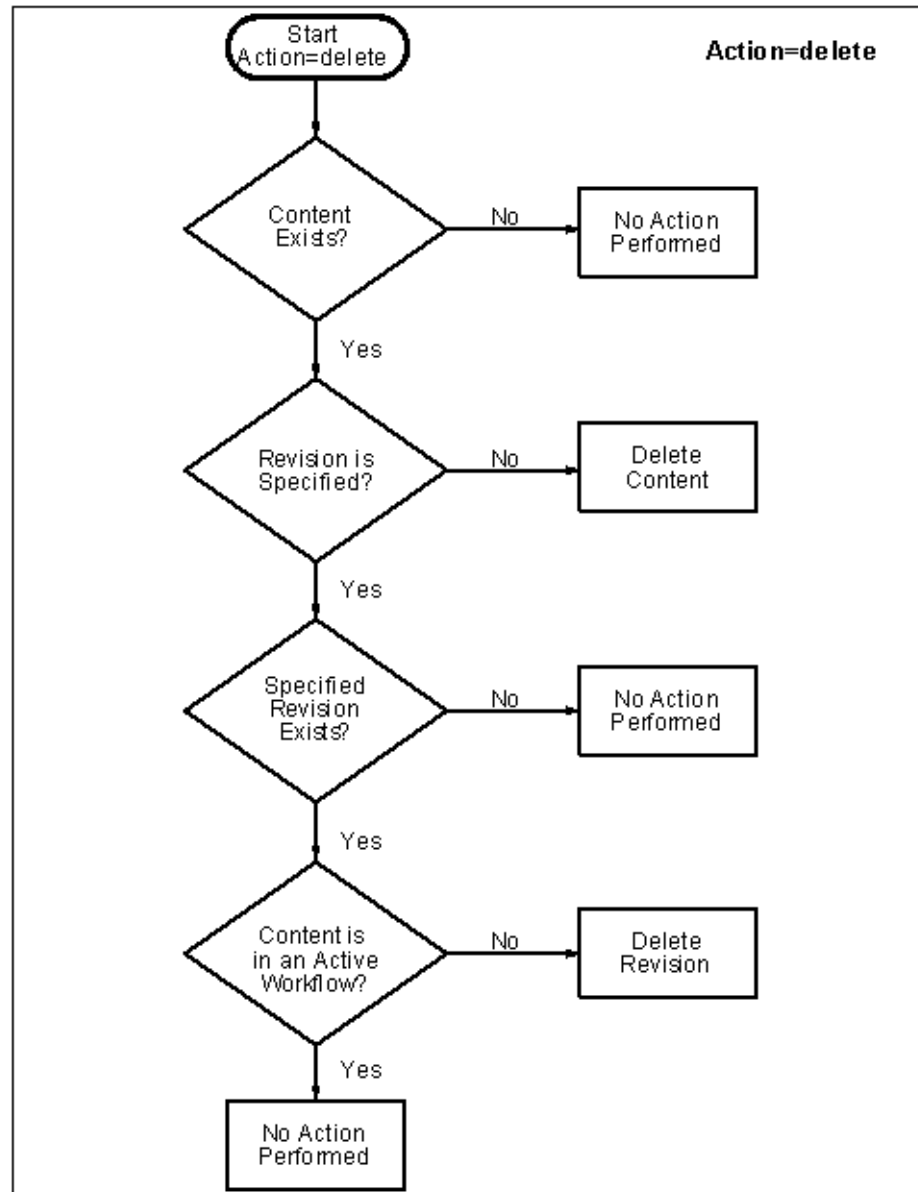 Start
Action=delete
Action=delete
Content
Exists?
No
No Action
Performed
Yes
Revision is
Specified?
No
Delete
Content
Yes
Specified
Revision
Exists?
No
No Action
Performed
Yes
Content is
in an Active
Workflow?
No
Delete
Revision
Yes
No Action
Performed